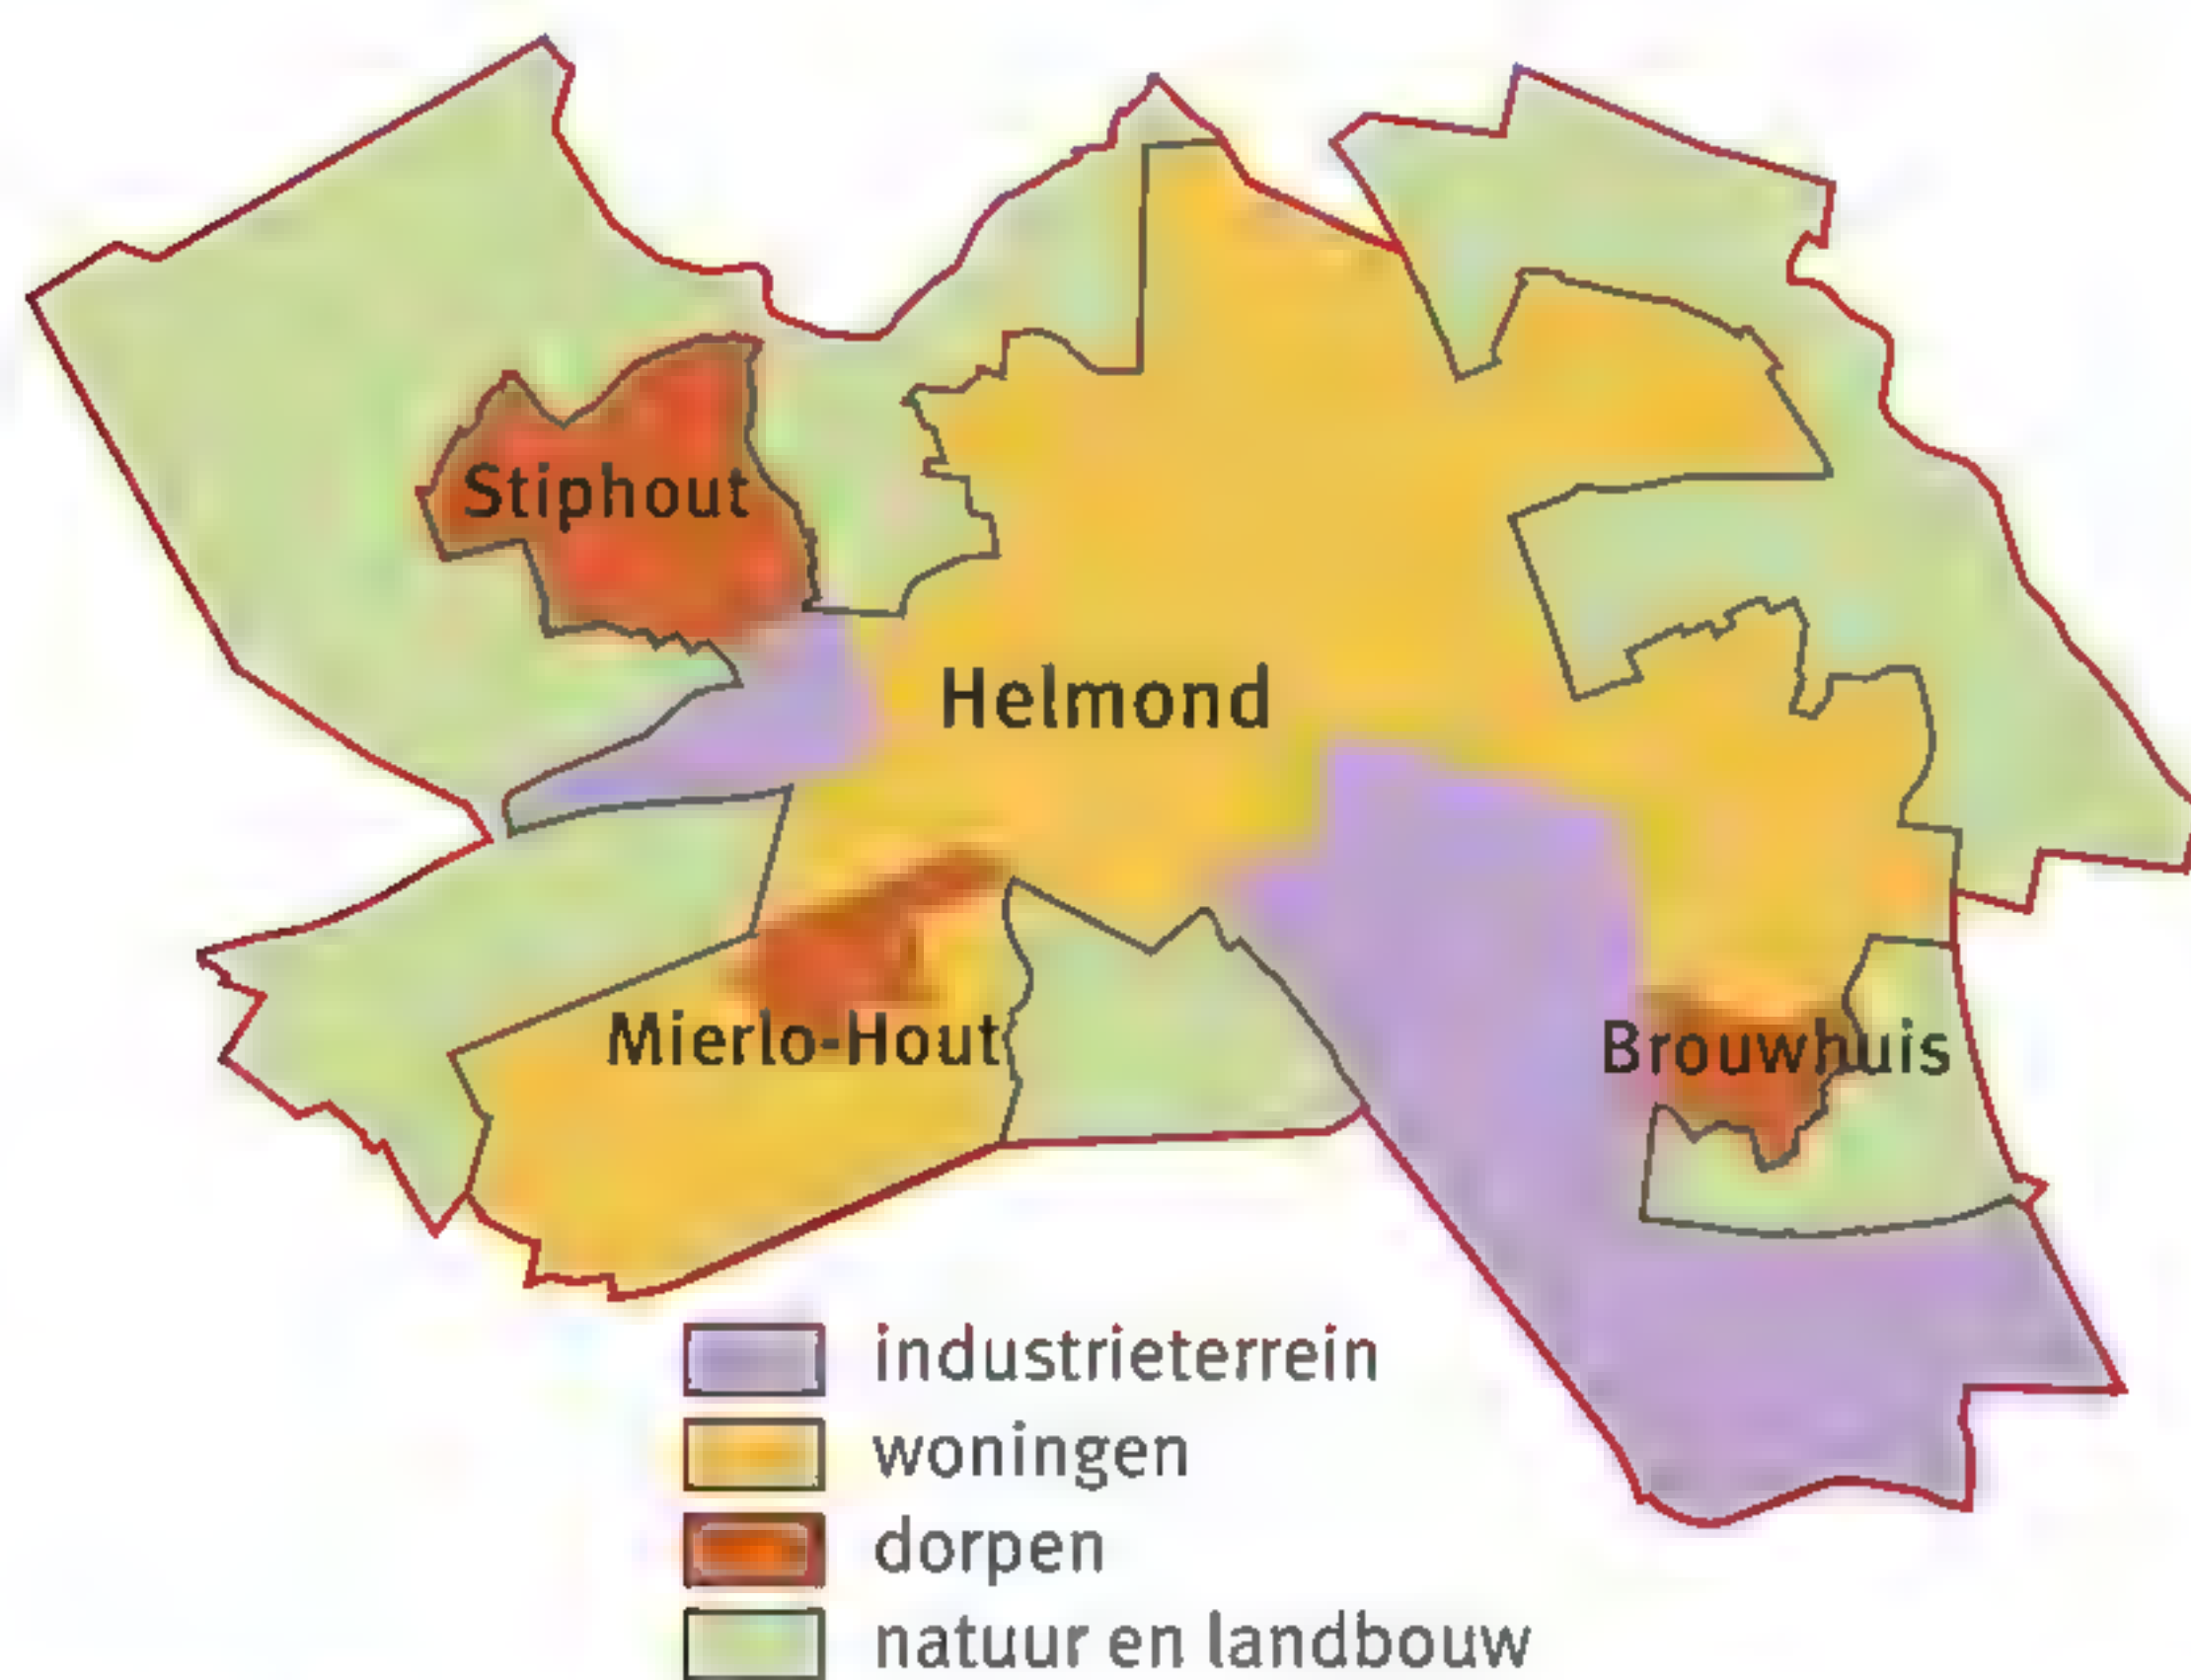 Stiphout
Helmond
Mierlo-Hout
Brouwhuis
industrieterrein
woningen
dorpen
natuur en landbouw